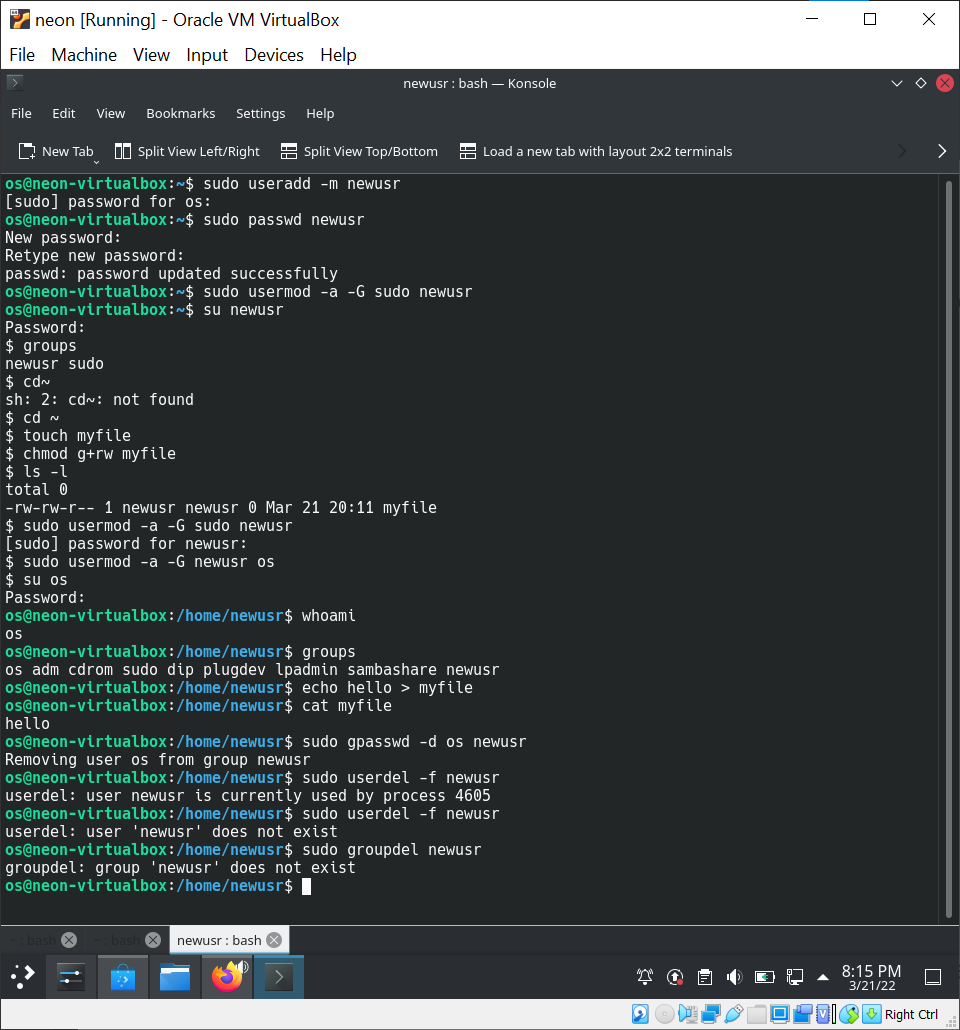 neon [Running] - Oracle VM VirtualBox
File Machine View Input Devices Help
newusr : bash — Konsole
File Edit View Bookmarks Settings Help
New Tab Split View Left/Right Split View Top/Bottom Load a new tab with layout 2x2 terminals
os@neon-virtualbox:~$ sudo useradd -m newusr
[sudo] password for os:
os@neon-virtualbox:~$ sudo passwd newusr
New password:
Retype new password:
passwd: password updated successfully
os@neon-virtualbox:~$ sudo usermod -a -G sudo newusr
os@neon-virtualbox:~$ su newusr
Password:
$ groups
newusr sudo
$ cd~
sh: 2: cd~: not found
$ cd ~
$ touch myfile
$ chmod g+rw myfile
$ ls -l
total 0
-rw-rw-r-- 1 newusr newusr 0 Mar 21 20:11 myfile
$ sudo usermod -a -G sudo newusr
[sudo] password for newusr:
$ sudo usermod -a -G newusr os
$ su os
Password:
os@neon-virtualbox:/home/newusr$ whoami
os
os@neon-virtualbox:/home/newusr$ groups
os adm cdrom sudo dip plugdev lpadmin sambashare newusr
os@neon-virtualbox:/home/newusr$ echo hello > myfile
os@neon-virtualbox:/home/newusr$ cat myfile
hello
os@neon-virtualbox:/home/newusr$ sudo gpasswd -d os newusr
Removing user os from group newusr
os@neon-virtualbox:/home/newusr$ sudo userdel -f newusr
userdel: user newusr is currently used by process 4605
os@neon-virtualbox:/home/newusr$ sudo userdel -f newusr
userdel: user 'newusr' does not exist
os@neon-virtualbox:/home/newusr$ sudo groupdel newusr
groupdel: group 'newusr' does not exist
os@neon-virtualbox:/home/newusr$
~ : bash ~ : bash newusr : bash
8:15 PM
3/21/22
Right Ctrl